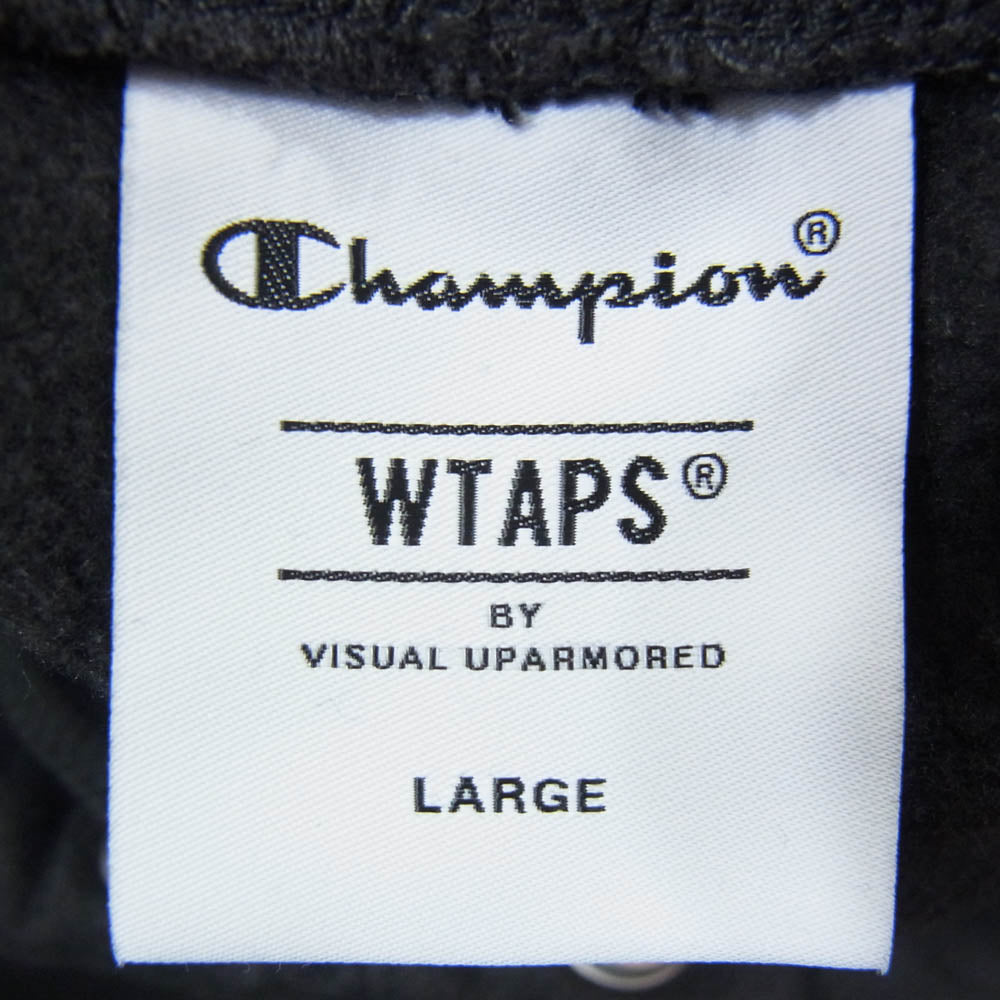 Champion®
WTAPS®
BY
VISUAL UPARMORED
LARGE